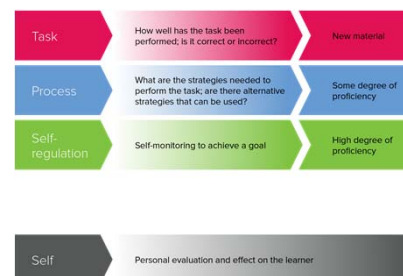 Task
How well has the task been
performed; is it correct or incorrect?
New material
Process
What are the strategies needed to
perform the task; are there alternative
strategies that can be used?
Some degree of
proficiency
Self-
regulation
Self-monitoring to achieve a goal
High degree of
proficiency
Self
Personal evaluation and effect on the learner